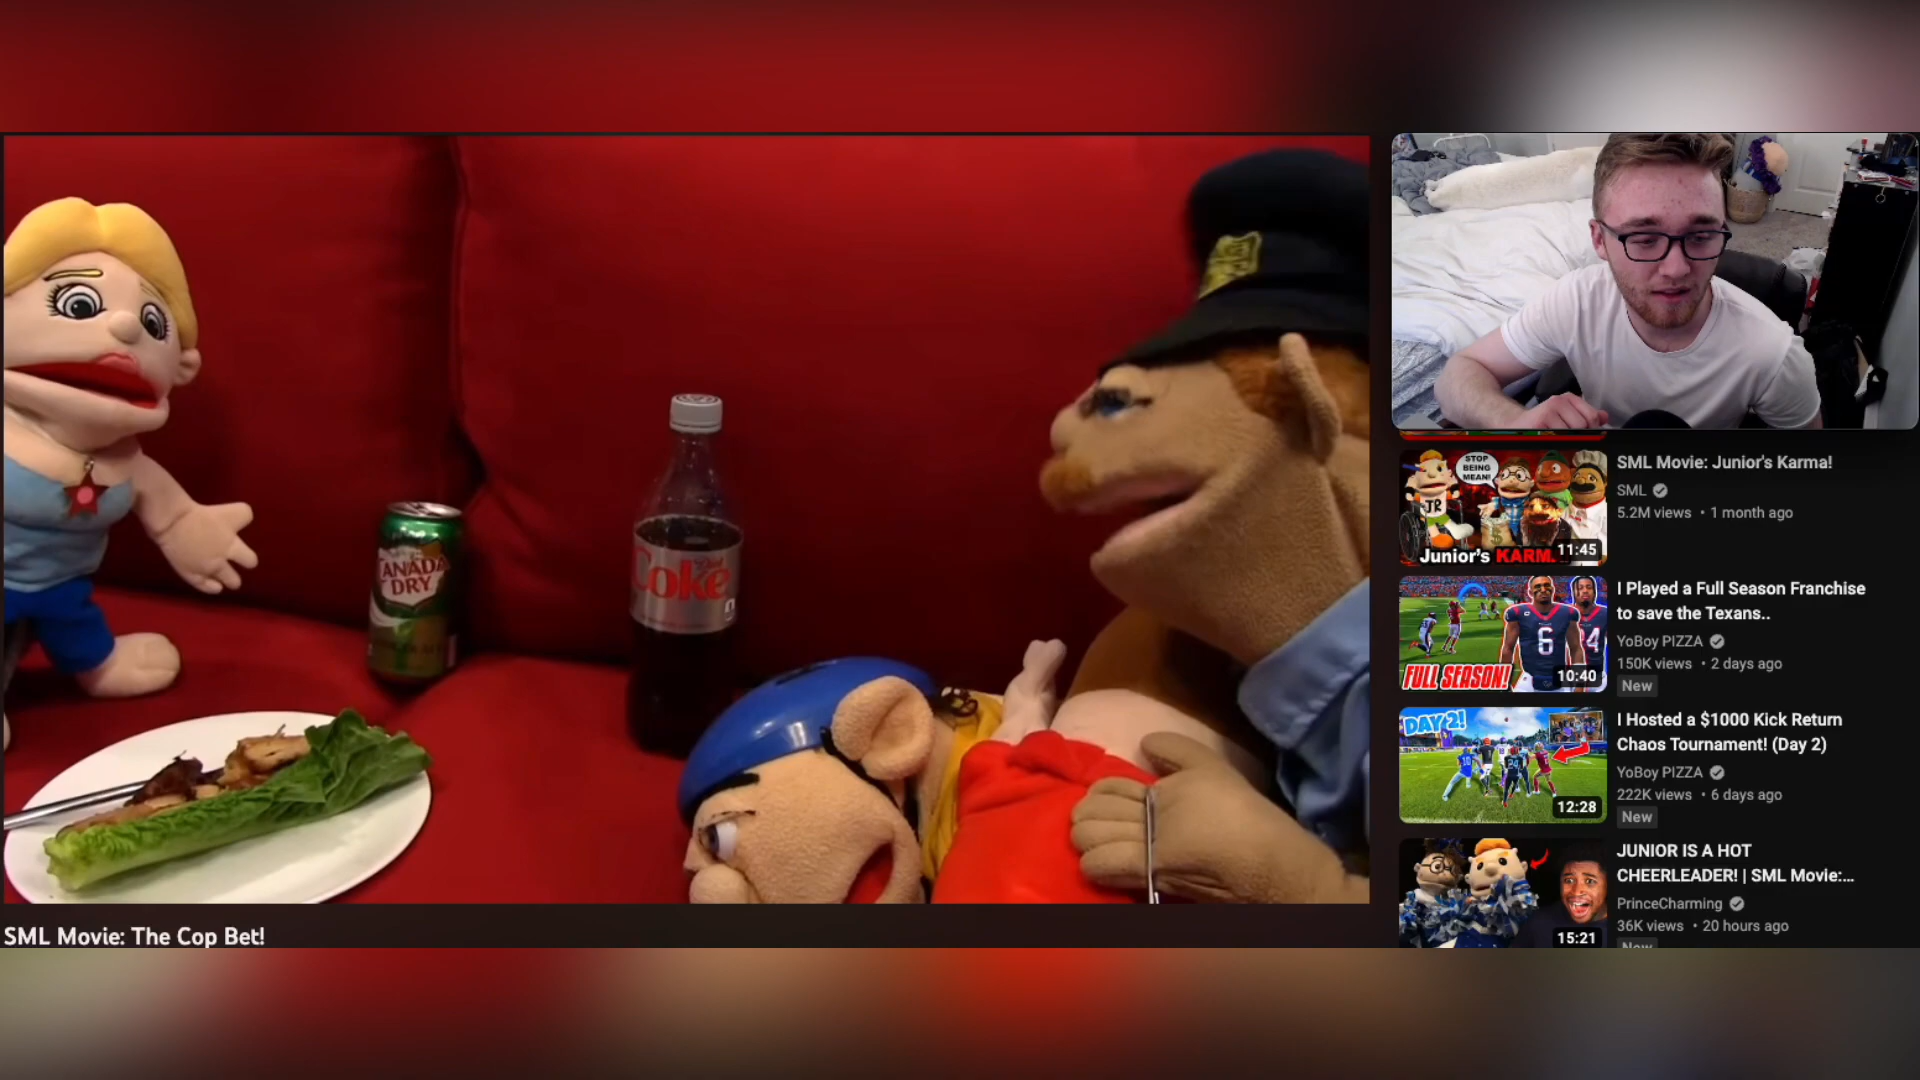 CANADA
DRY
Diet
Coke
SML Movie: The Cop Bet!
STOP
BEING
MEAN!
JR
Junior's KARM
11:45
SML Movie: Junior's Karma!
SML
5.2M views • 1 month ago
6
4
FULL SEASON!
10:40
I Played a Full Season Franchise
to save the Texans..
YoBoy PIZZA
150K views • 2 days ago
New
DAY 2!
24
12:28
I Hosted a $1000 Kick Return
Chaos Tournament! (Day 2)
YoBoy PIZZA
222K views • 6 days ago
New
15:21
JUNIOR IS A HOT
CHEERLEADER! | SML Movie:...
PrinceCharming
36K views • 20 hours ago
New